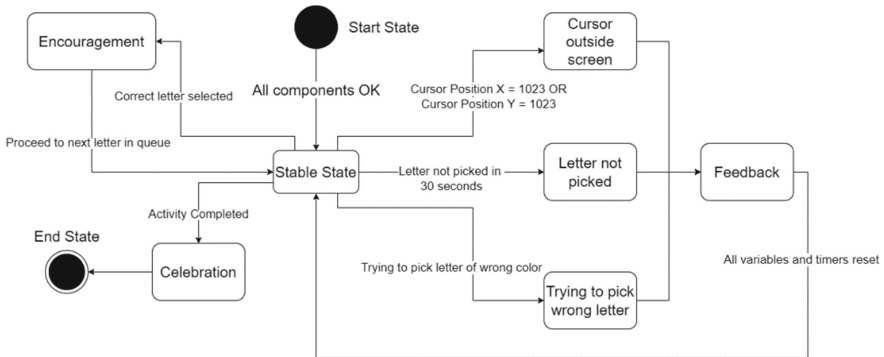 Encouragement
Start State
Cursor
outside
screen
Correct letter selected
All components OK
Cursor Position X = 1023 OR
Cursor Position Y = 1023
Proceed to next letter in queue
Stable State
Letter not picked in
30 seconds
Letter not
picked
Feedback
Activity Completed
End State
Celebration
Trying to pick letter of wrong color
Trying to pick
wrong letter
All variables and timers reset